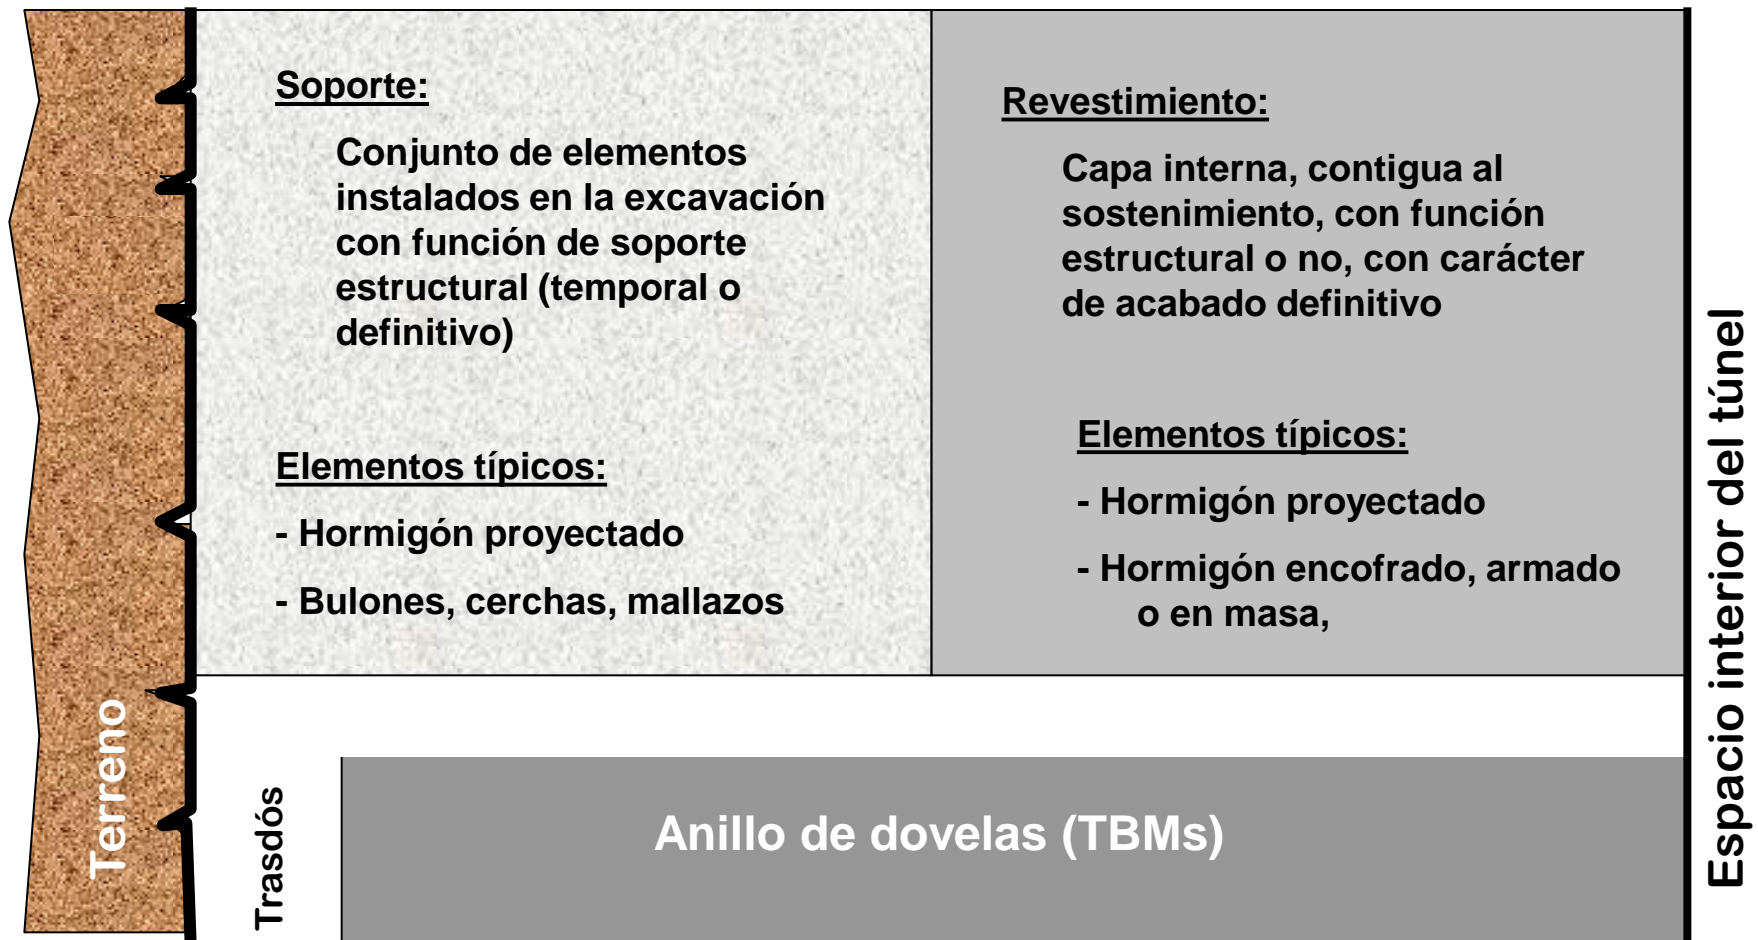 Soporte:
Conjunto de elementos
instalados en la excavación
con función de soporte
estructural (temporal o
definitivo)
Elementos típicos:
- Hormigón proyectado
- Bulones, cerchas, mallazos
Revestimiento:
Capa interna, contigua al
sostenimiento, con función
estructural o no, con carácter
de acabado definitivo
Elementos típicos:
- Hormigón proyectado
- Hormigón encofrado, armado
o en masa,
Terreno
Trasdós
Anillo de dovelas (TBMs)
Espacio interior del túnel